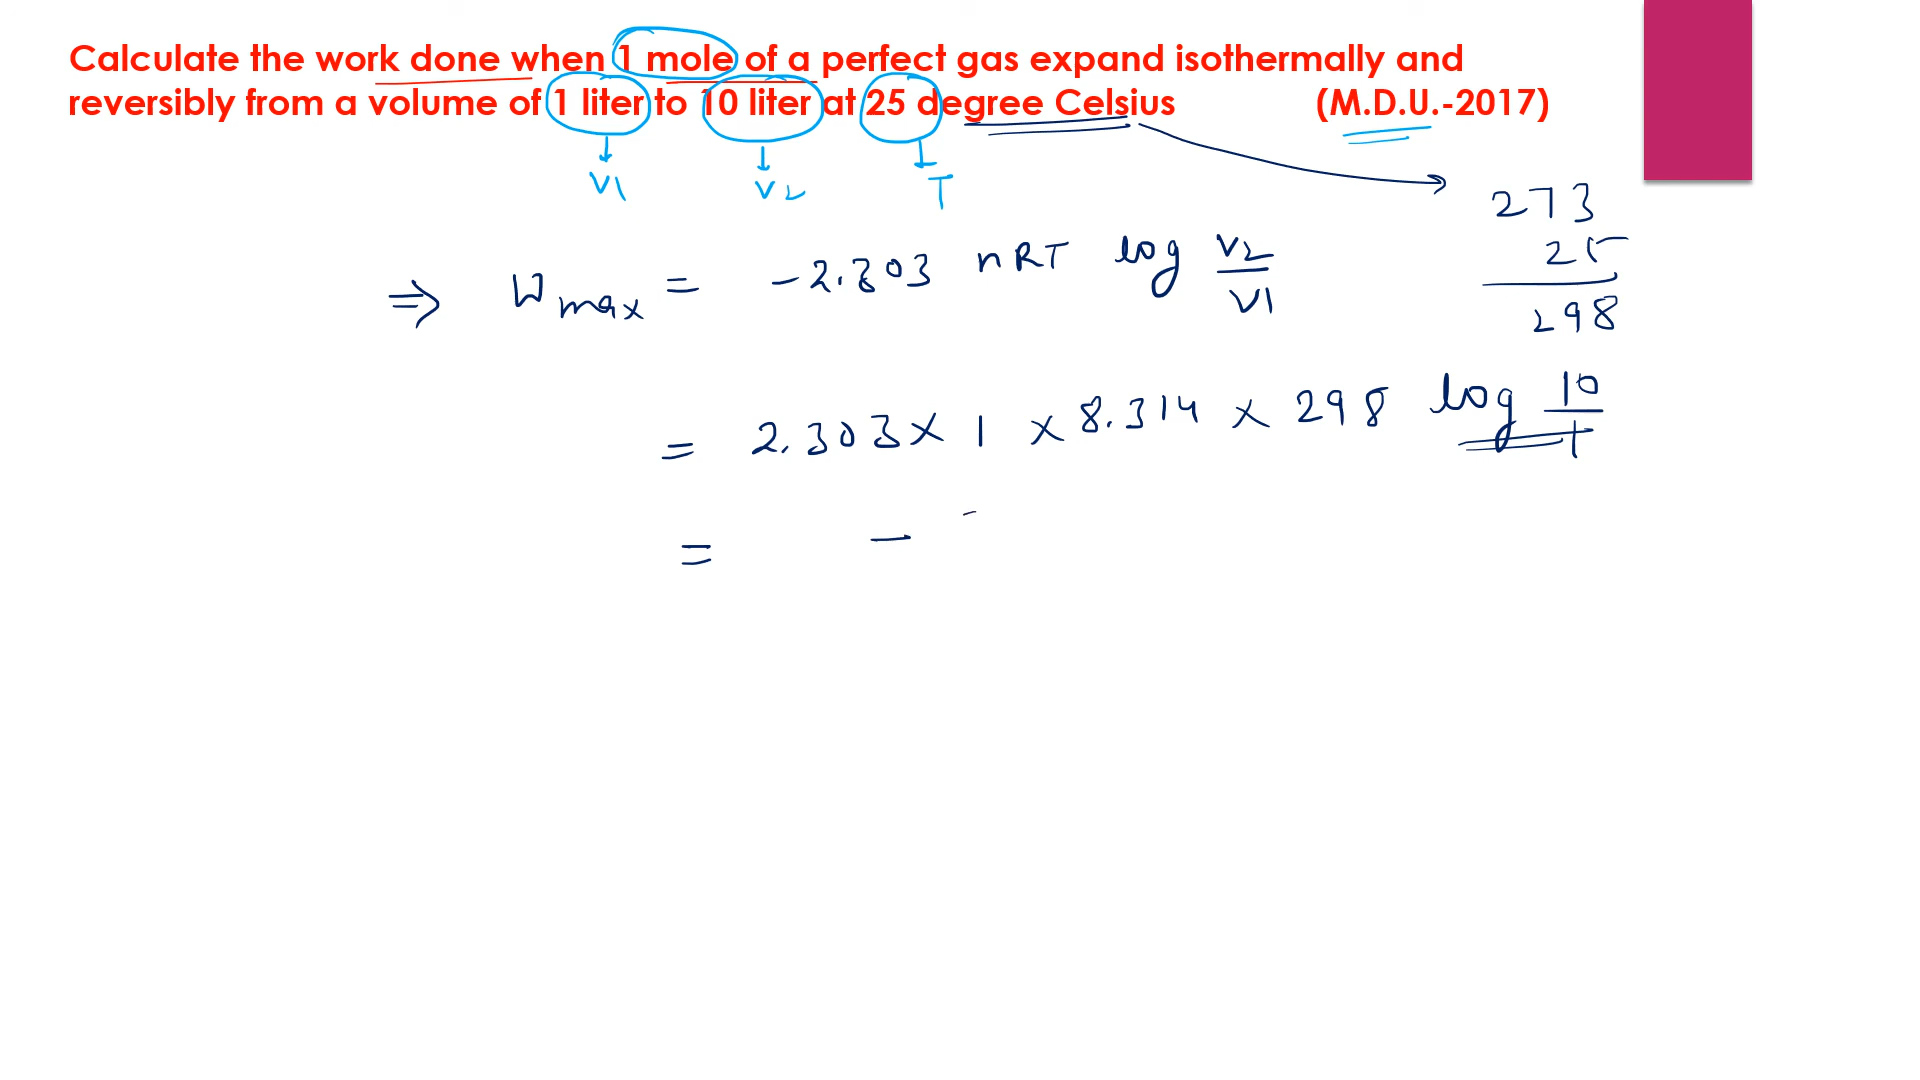 Calculate the work done when 1 mole of a perfect gas expand isothermally and
reversibly from a volume of 1 liter to 10 liter at 25 degree Celsius (M.D.U.-2017)
V1 V2 T
273
25
298
⇒ Wmax = -2.303 nRT log V2/V1
= 2.303 × 1 × 8.314 × 298 log 10/1
= -